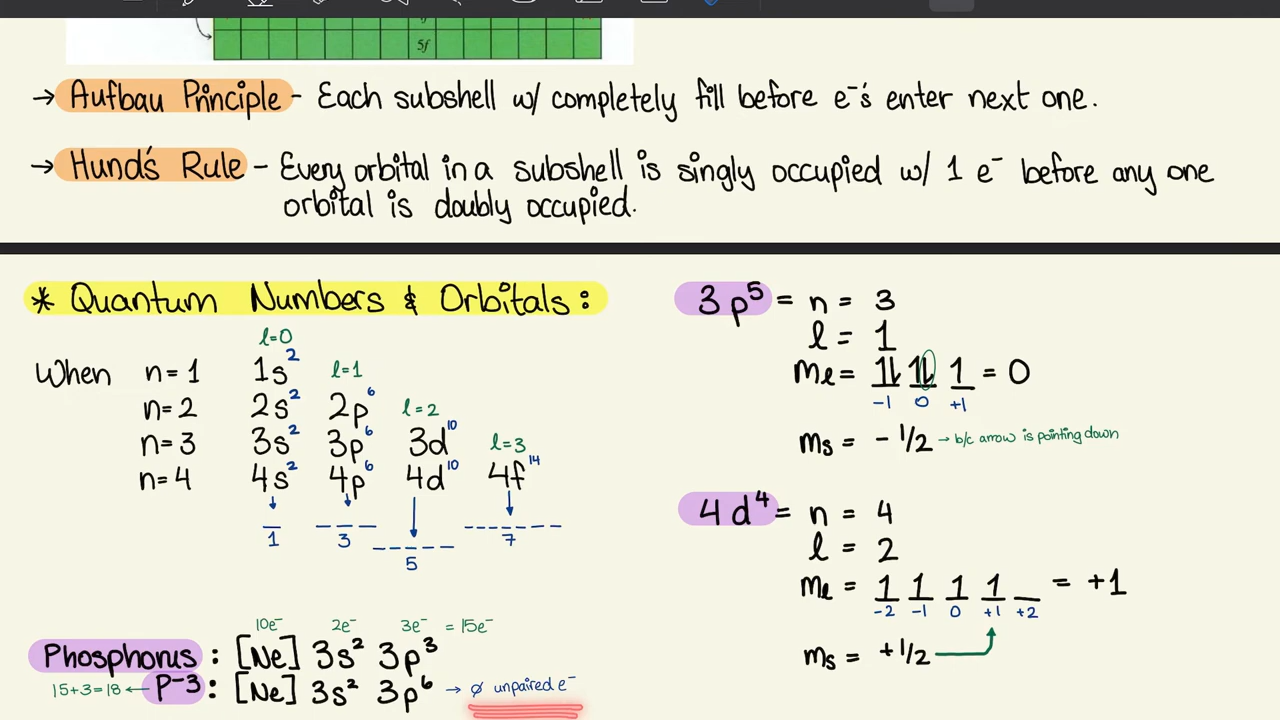 5f
→ Aufbau Principle - Each subshell w/ completely fill before e⁻'s enter next one.
→ Hund's Rule - Every orbital in a subshell is singly occupied w/ 1 e⁻ before any one
orbital is doubly occupied.
* Quantum Numbers & Orbitals:
l=0
When n=1 1s² l=1
n=2 2s² 2p⁶ l=2
n=3 3s² 3p⁶ 3d¹⁰ l=3
n=4 4s² 4p⁶ 4d¹⁰ 4f¹⁴
1 3 5 7
10e⁻ 2e⁻ 3e⁻ = 15e⁻
Phosphorus : [Ne] 3s² 3p³
15+3=18 ← P⁻³ : [Ne] 3s² 3p⁶ → ø unpaired e⁻
3p⁵ = n = 3
l = 1
ml = 1l 1l 1 = 0
-1 0 +1
ms = -1/2 → b/c arrow is pointing down
4d⁴ = n = 4
l = 2
ml = 1 1 1 1 _ = +1
-2 -1 0 +1 +2
ms = +1/2